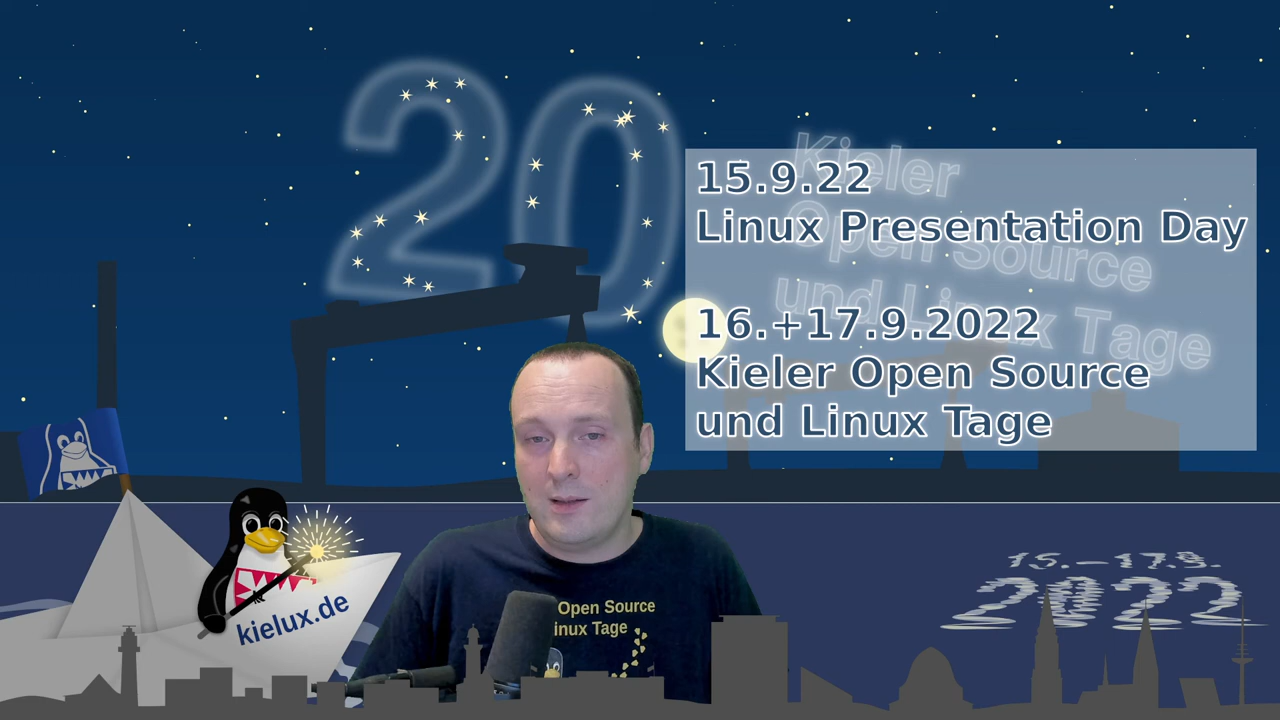 20.
Kieler
Open Source
und Linux Tage
15.9.22
Linux Presentation Day
16.+17.9.2022
Kieler Open Source
und Linux Tage
kielux.de
Open Source
inux Tage
15.–17.9.
2022